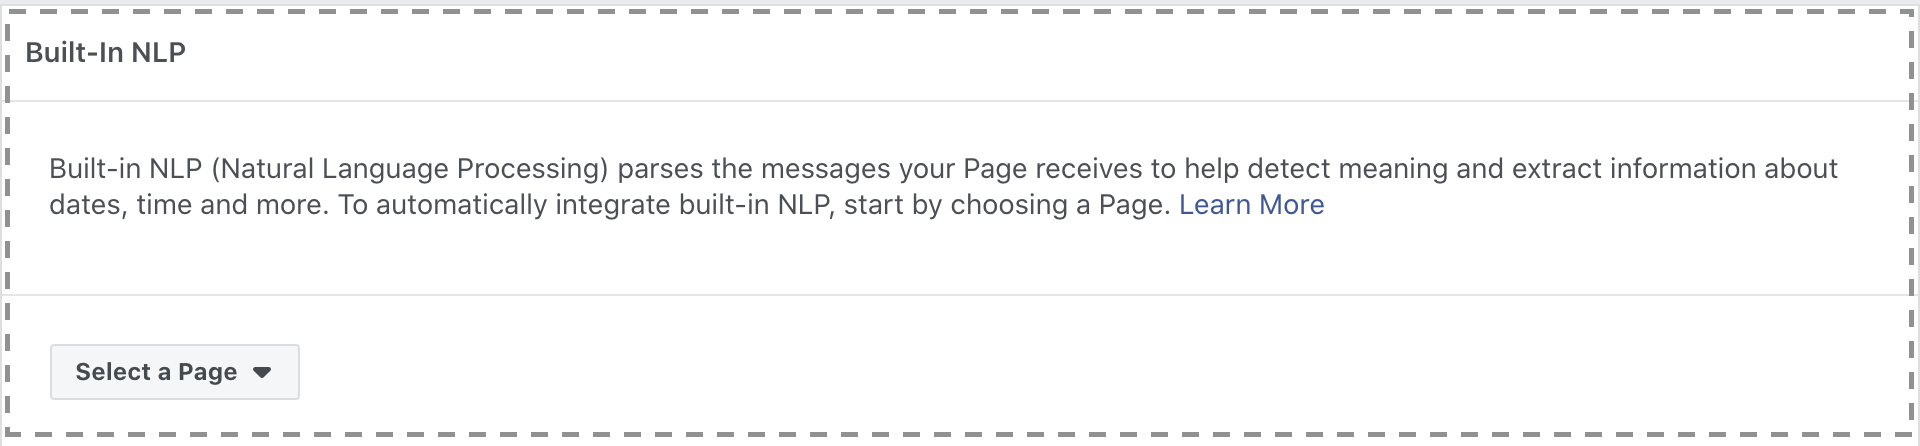 Built-In NLP
Built-in NLP (Natural Language Processing) parses the messages your Page receives to help detect meaning and extract information about
dates, time and more. To automatically integrate built-in NLP, start by choosing a Page. Learn More
Select a Page